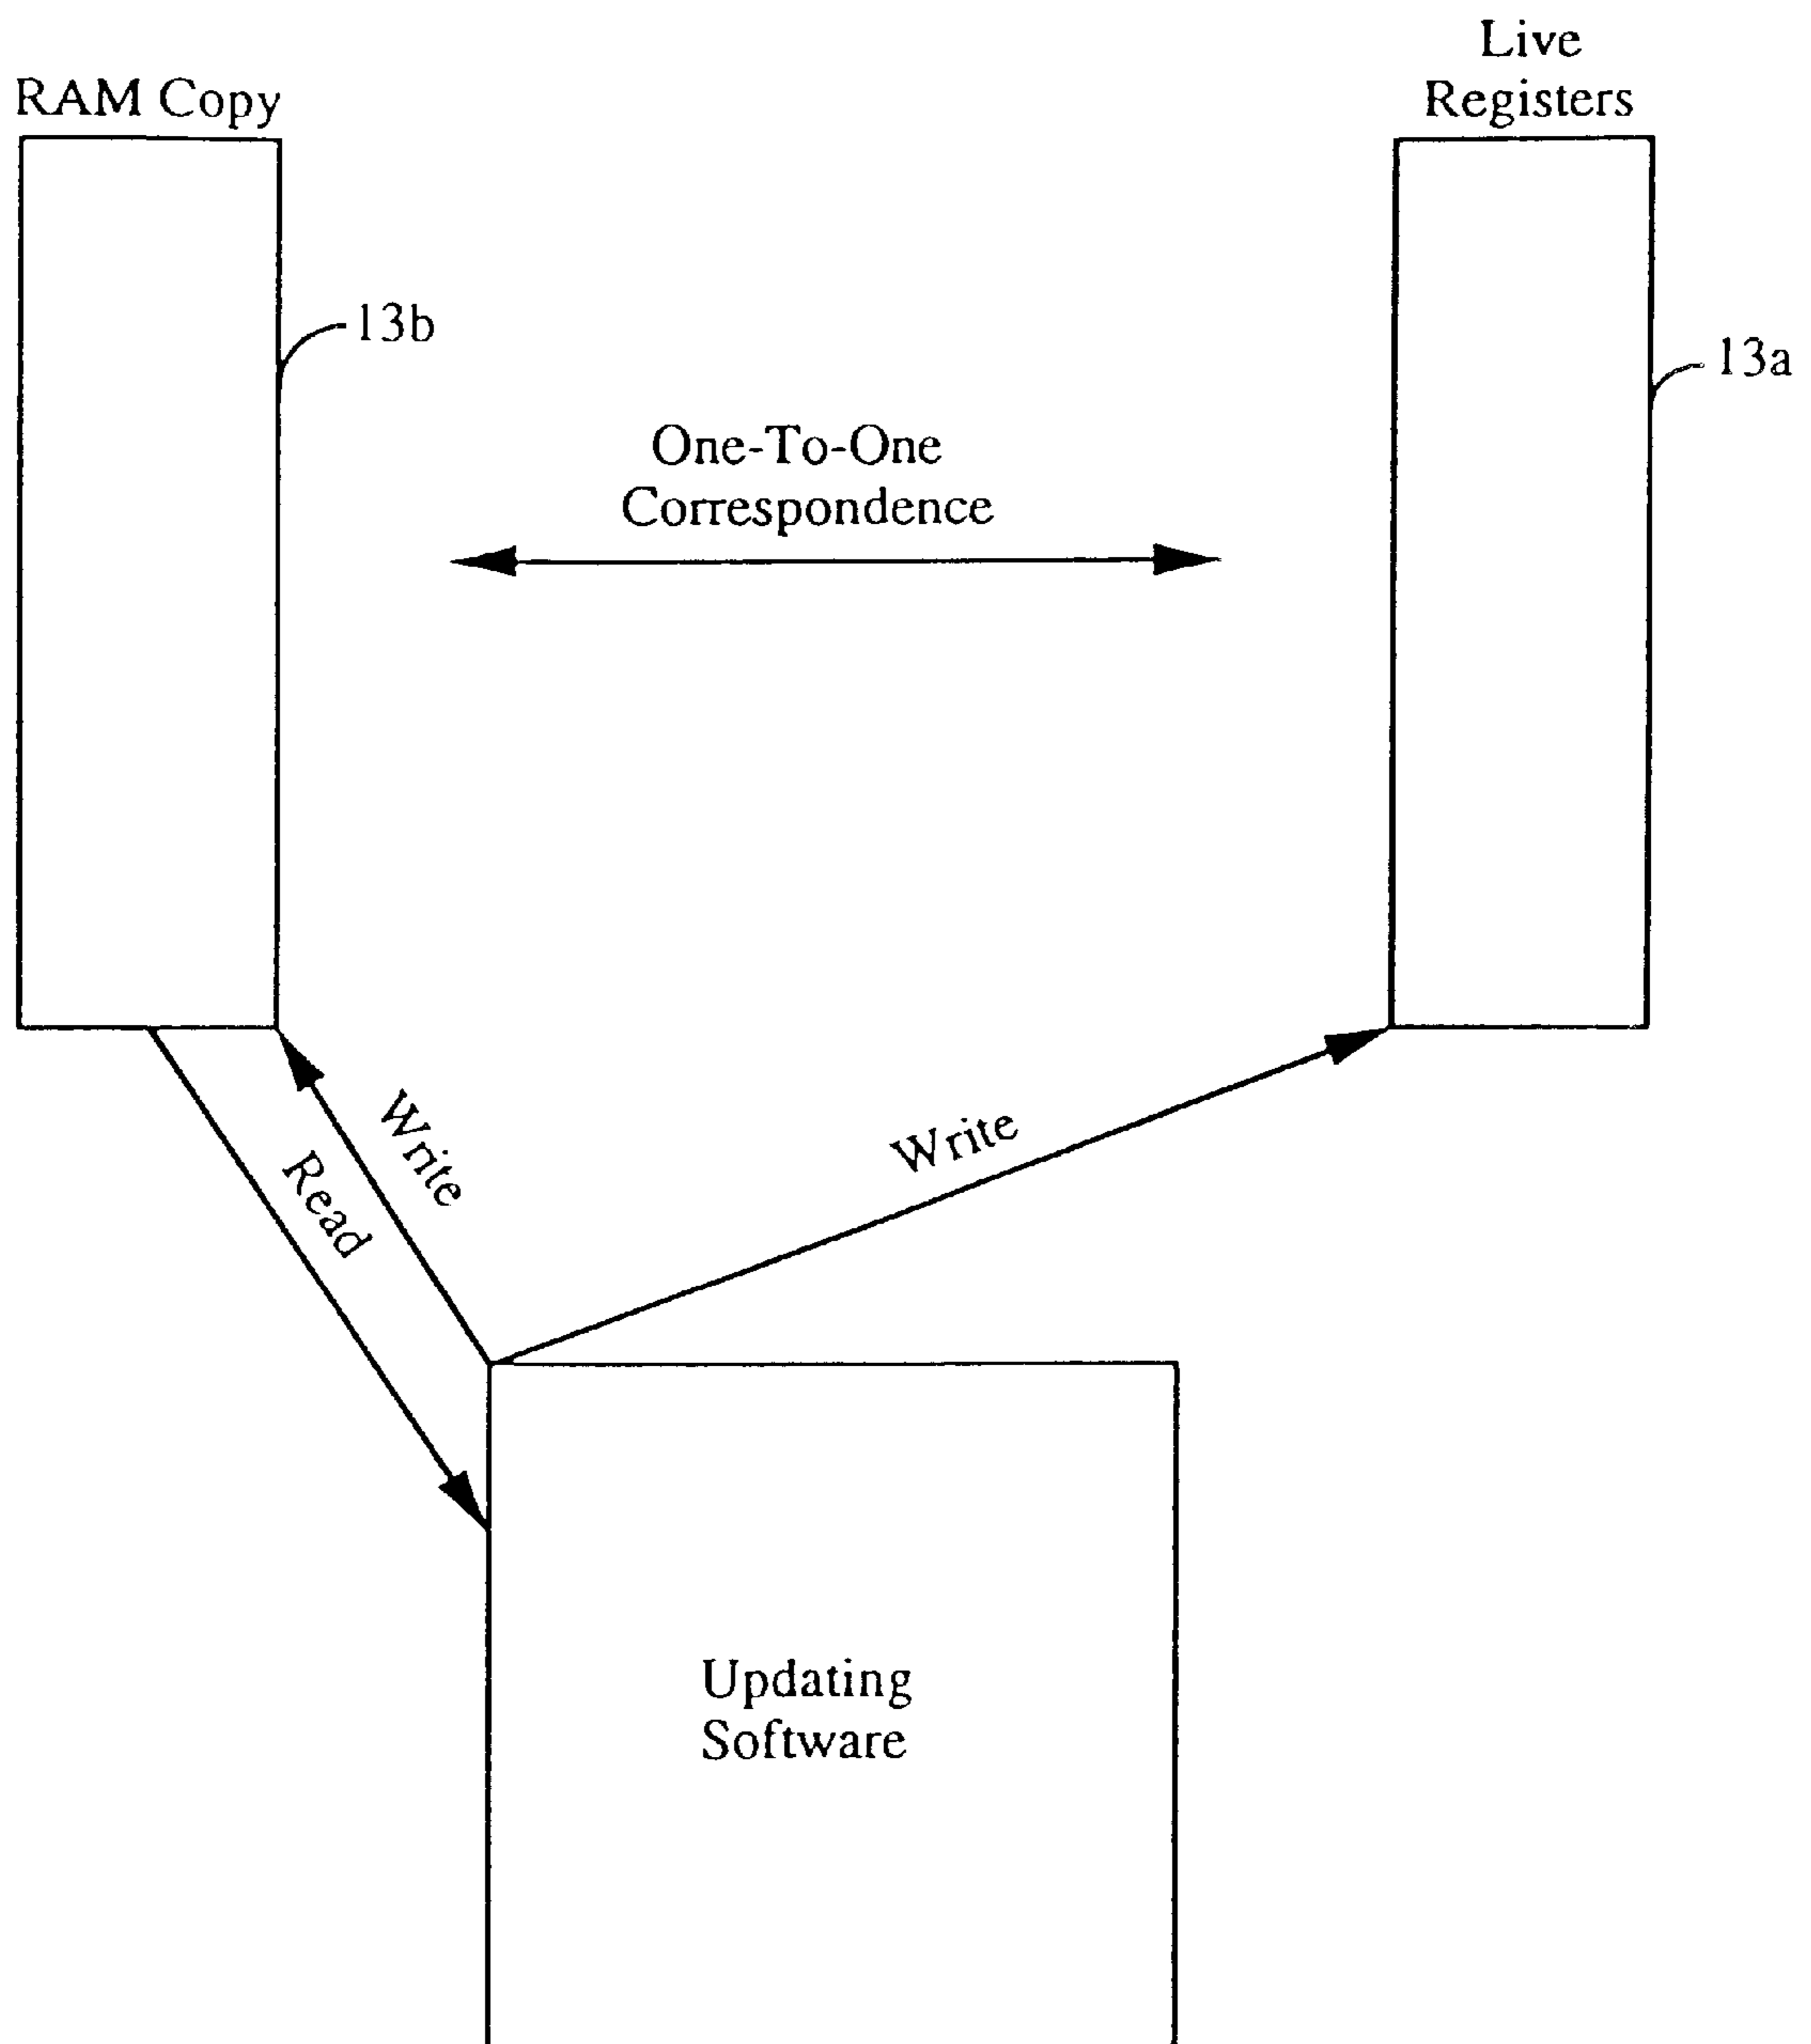 Live
Registers
RAM Copy
13b
13a
One-To-One
Correspondence
Write
Read
Write
Updating
Software